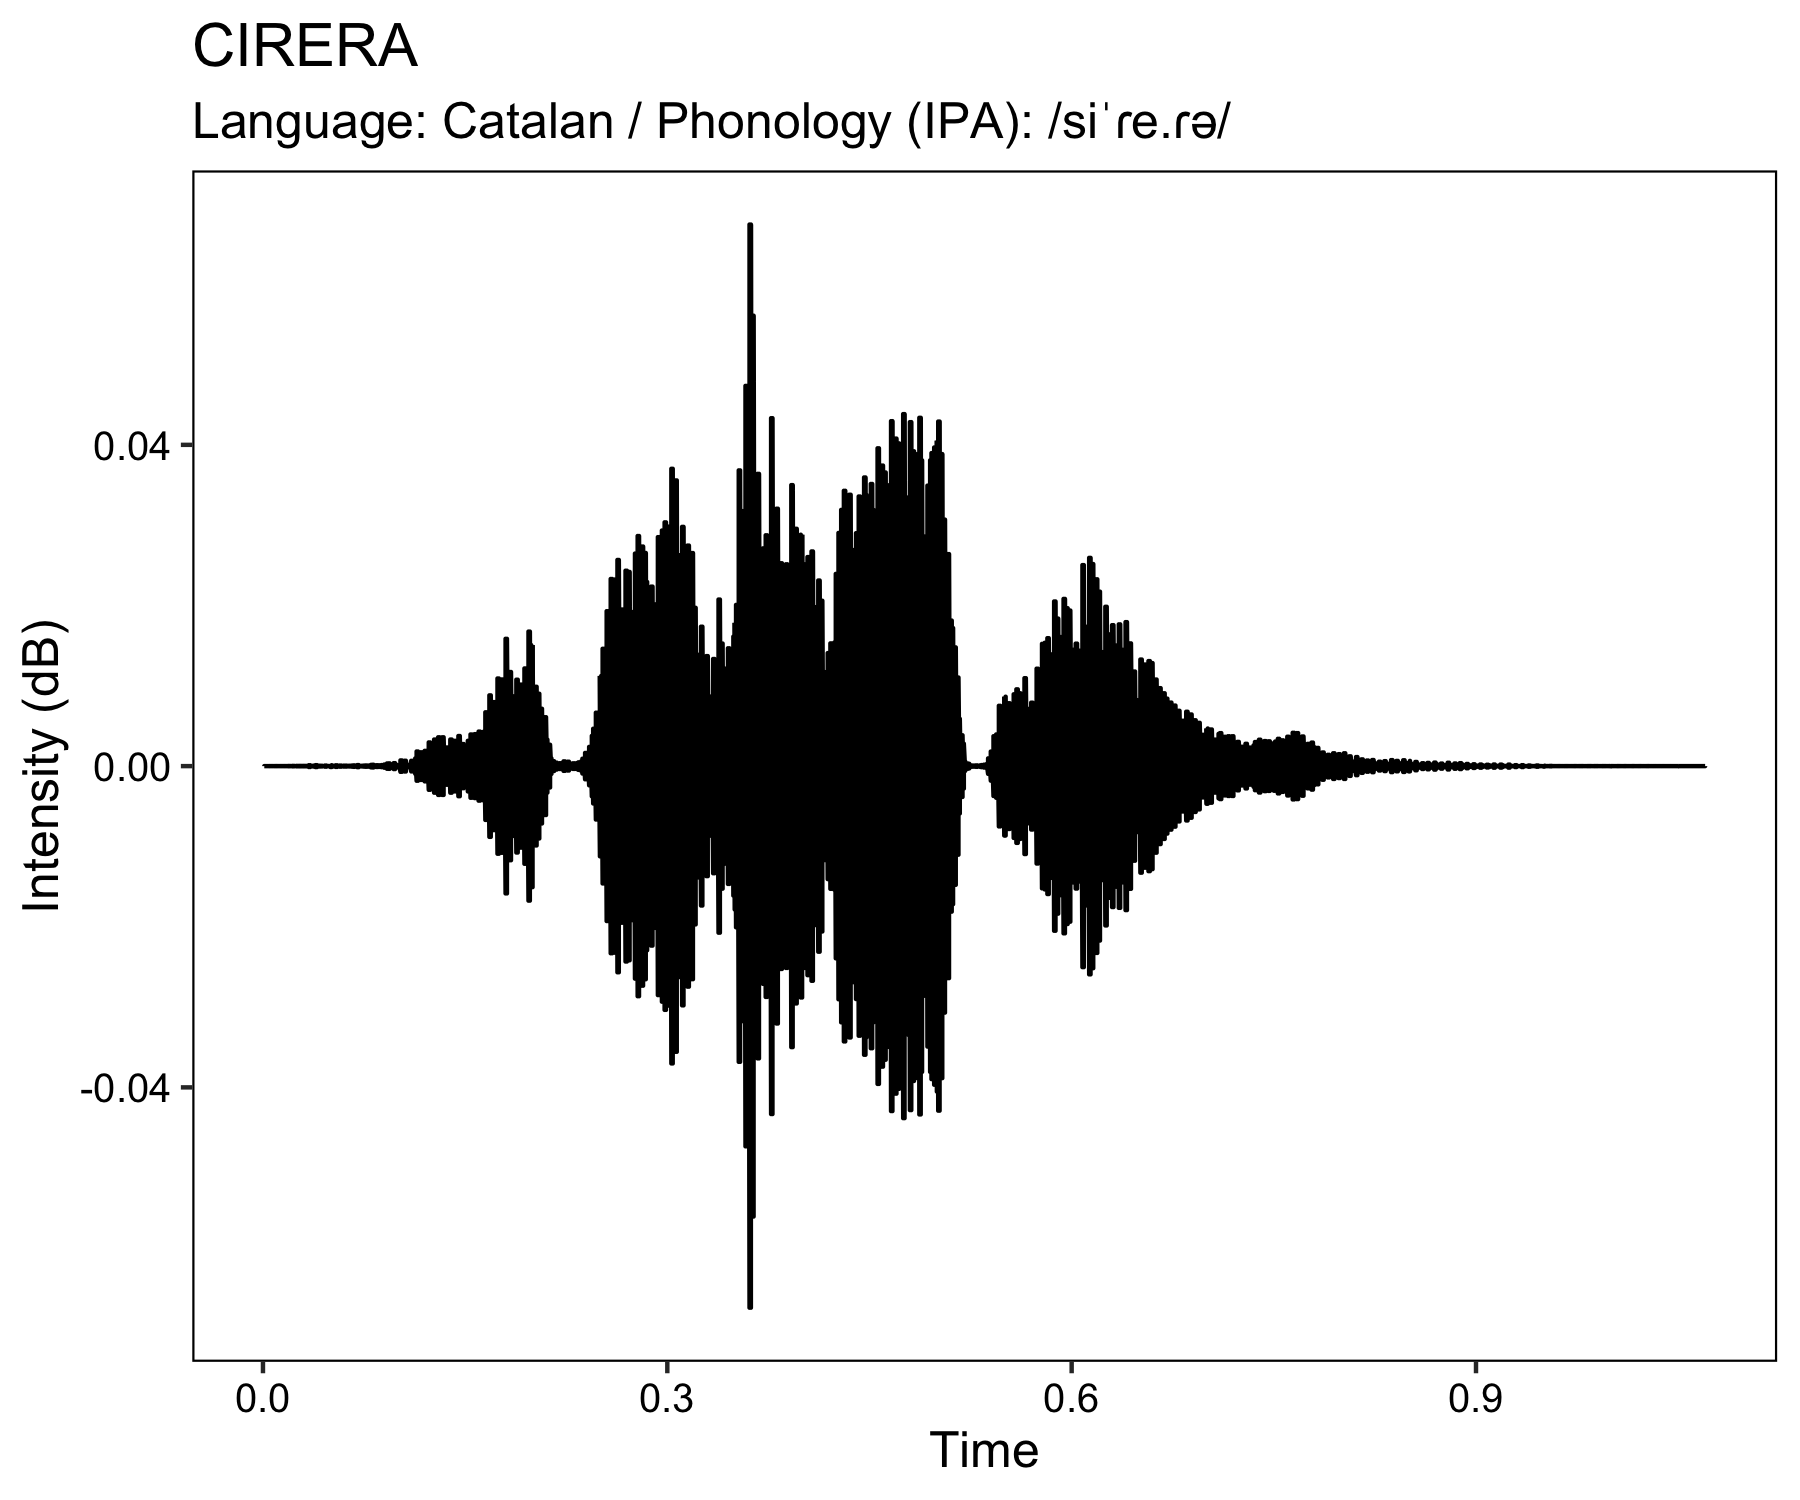 CIRERA
Language: Catalan / Phonology (IPA): /siˈɾe.ɾə/
Intensity (dB)
0.04
0.00
-0.04
0.0 0.3 0.6 0.9
Time